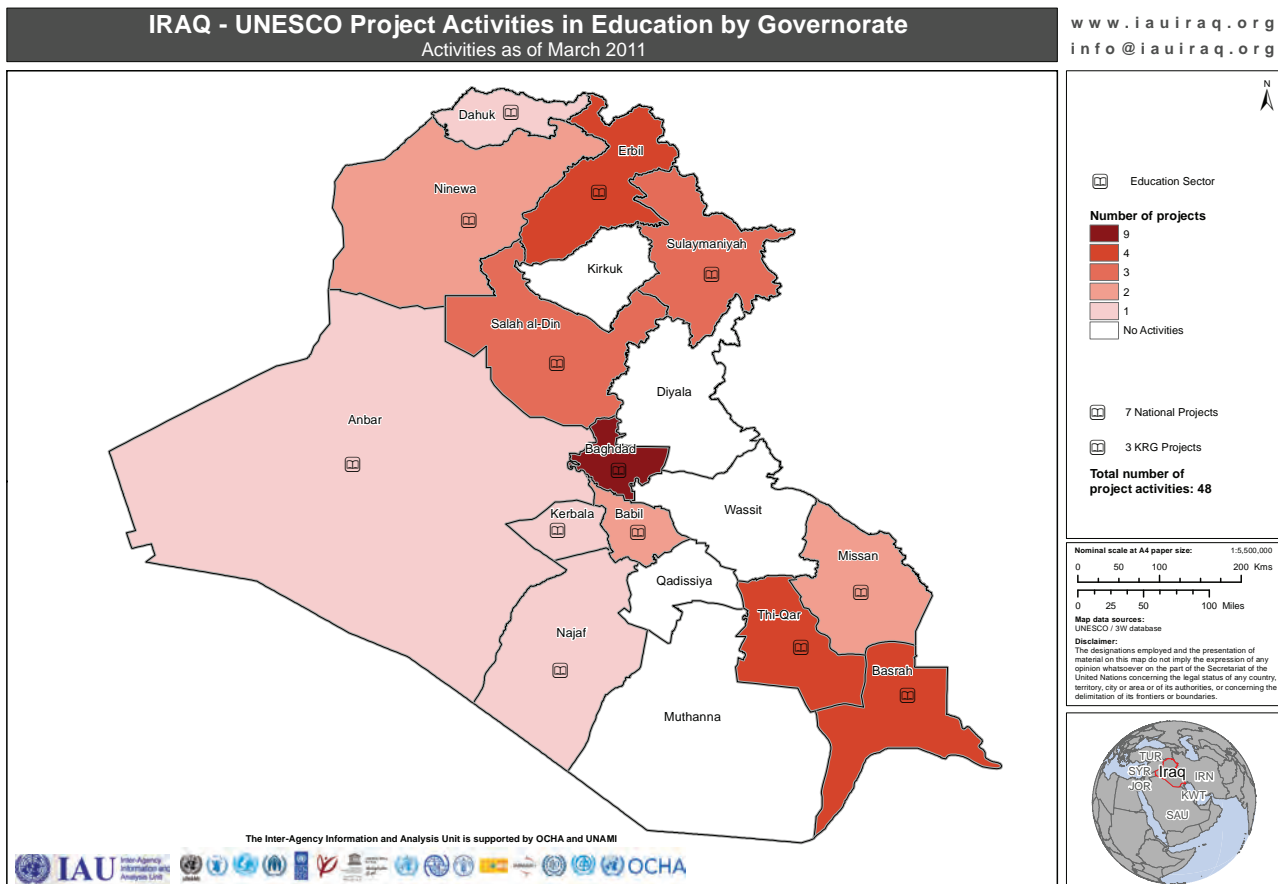 IRAQ - UNESCO Project Activities in Education by Governorate
Activities as of March 2011
www.iauiraq.org
info@iauiraq.org
N
Dahuk
Erbil
Ninewa
Sulaymaniyah
Kirkuk
Salah al-Din
Diyala
Anbar
Baghdad
Kerbala
Babil
Wassit
Missan
Qadissiya
Thi-Qar
Najaf
Basrah
Muthanna
Education Sector
Number of projects
9
4
3
2
1
No Activities
7 National Projects
3 KRG Projects
Total number of
project activities: 48
Nominal scale at A4 paper size: 1:5,500,000
0 50 100 200 Kms
0 25 50 100 Miles
Map data sources:
UNESCO / 3W database
Disclaimer:
The designations employed and the presentation of
material on this map do not imply the expression of any
opinion whatsoever on the part of the Secretariat of the
United Nations concerning the legal status of any country,
territory, city or area or of its authorities, or concerning the
delimitation of its frontiers or boundaries.
TUR
SYR
Iraq
IRN
JOR
KWT
SAU
The Inter-Agency Information and Analysis Unit is supported by OCHA and UNAMI
IAU
Inter-Agency
Information and
Analysis Unit
UNAMI
OCHA